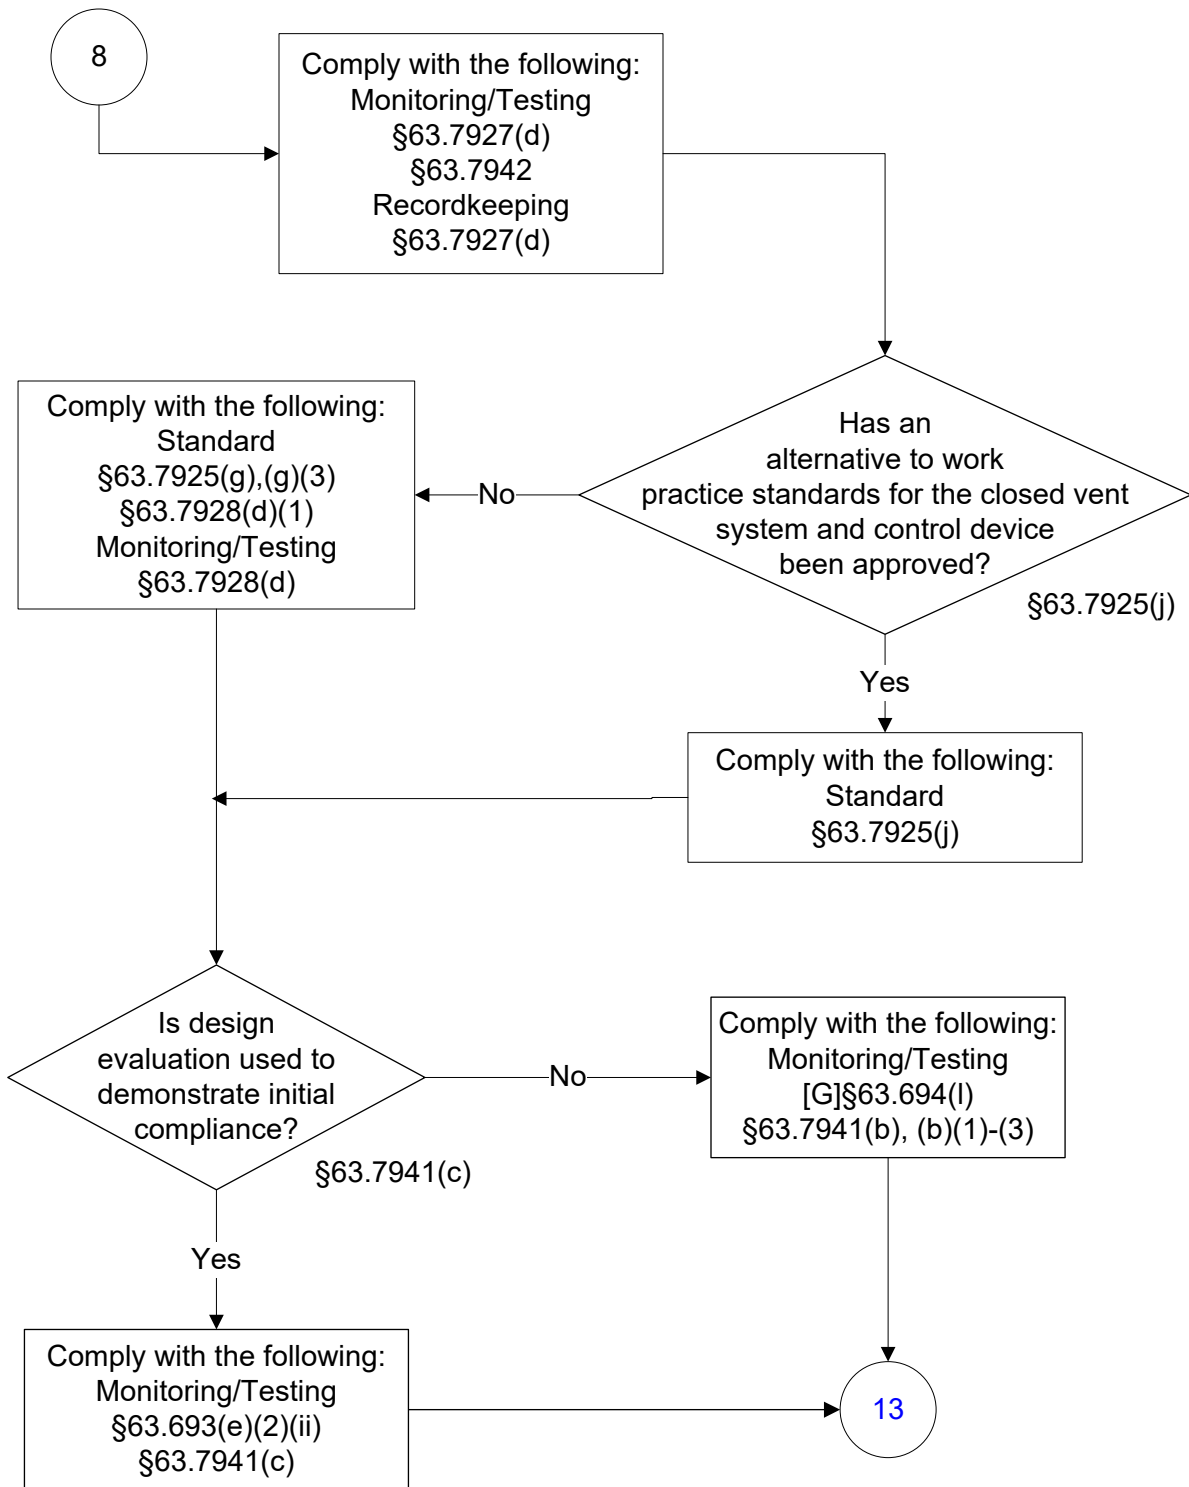 8
Comply with the following:
Monitoring/Testing
§63.7927(d)
§63.7942
Recordkeeping
§63.7927(d)
Has an
alternative to work
practice standards for the closed vent
system and control device
been approved?
§63.7925(j)
No
Comply with the following:
Standard
§63.7925(g),(g)(3)
§63.7928(d)(1)
Monitoring/Testing
§63.7928(d)
Yes
Comply with the following:
Standard
§63.7925(j)
Is design
evaluation used to
demonstrate initial
compliance?
§63.7941(c)
No
Comply with the following:
Monitoring/Testing
[G]§63.694(l)
§63.7941(b), (b)(1)-(3)
Yes
Comply with the following:
Monitoring/Testing
§63.693(e)(2)(ii)
§63.7941(c)
13